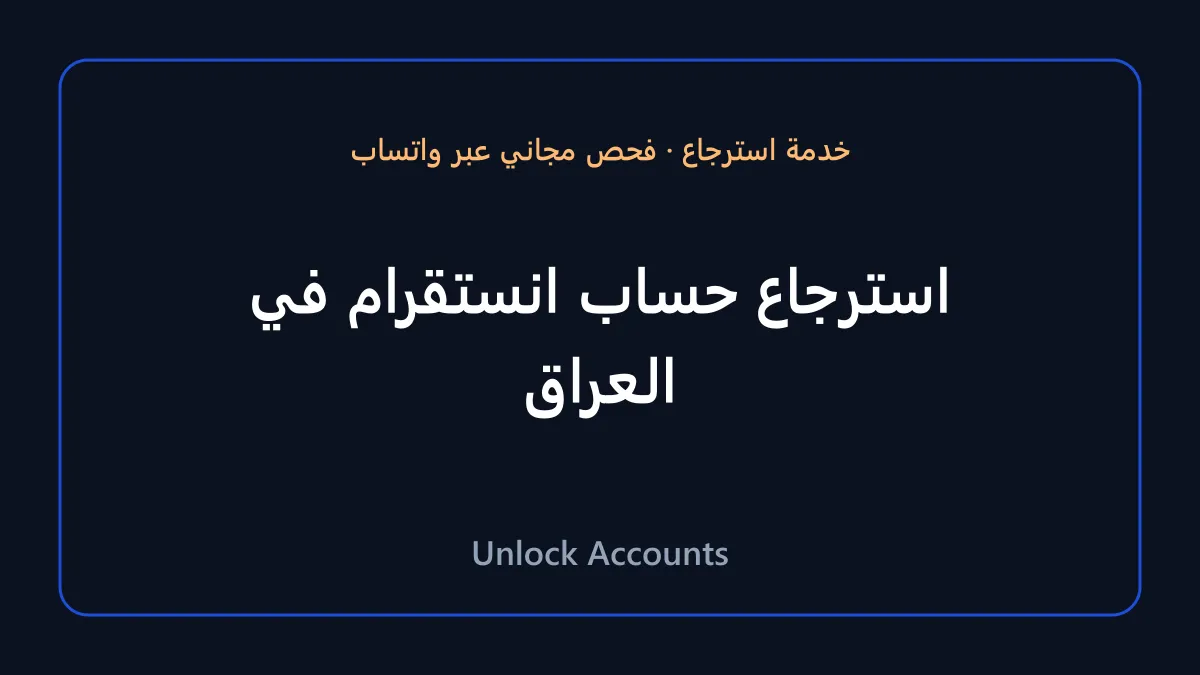 خدمة استرجاع · فحص مجاني عبر واتساب
استرجاع حساب انستقرام في
العراق
Unlock Accounts